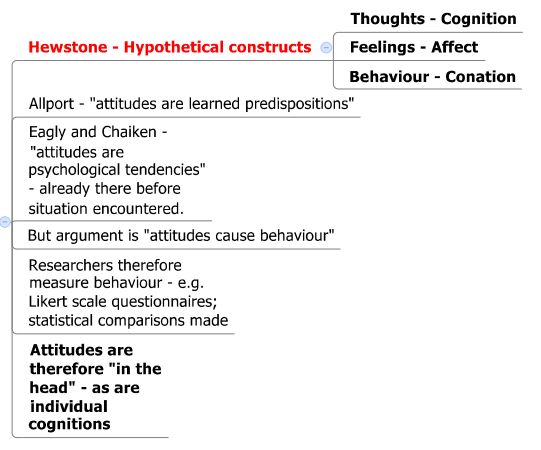 Thoughts - Cognition
Hewstone - Hypothetical constructs
Feelings - Affect
Behaviour - Conation
Allport - "attitudes are learned predispositions"
Eagly and Chaiken -
"attitudes are
psychological tendencies"
- already there before
situation encountered.
But argument is "attitudes cause behaviour"
Researchers therefore
measure behaviour - e.g.
Likert scale questionnaires;
statistical comparisons made
Attitudes are
therefore "in the
head" - as are
individual
cognitions